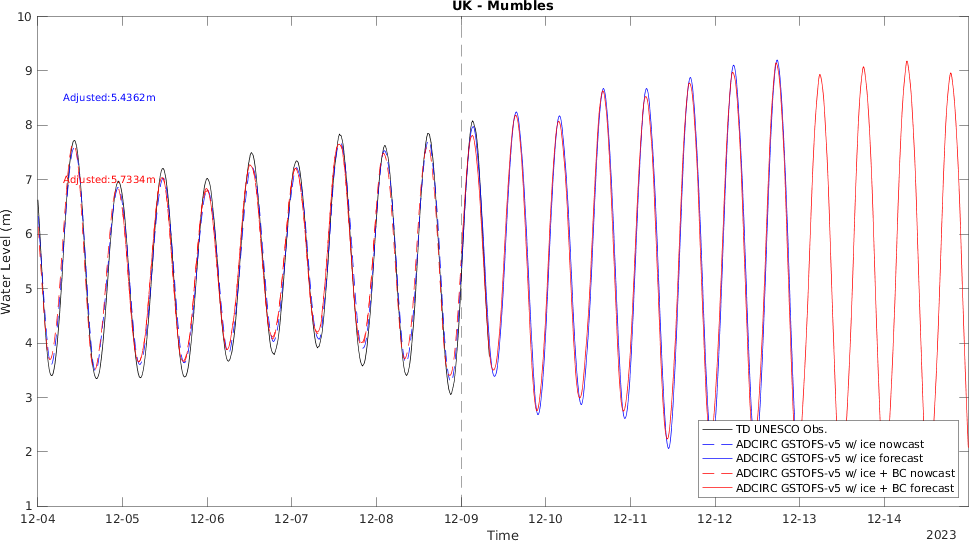 UK - Mumbles
10
9
8
7
6
5
4
3
2
1
Water Level (m)
Adjusted:5.4362m
Adjusted:5.7334m
TD UNESCO Obs.
ADCIRC GSTOFS-v5 w/ ice nowcast
ADCIRC GSTOFS-v5 w/ ice forecast
ADCIRC GSTOFS-v5 w/ ice + BC nowcast
ADCIRC GSTOFS-v5 w/ ice + BC forecast
12-04 12-05 12-06 12-07 12-08 12-09 12-10 12-11 12-12 12-13 12-14
Time
2023